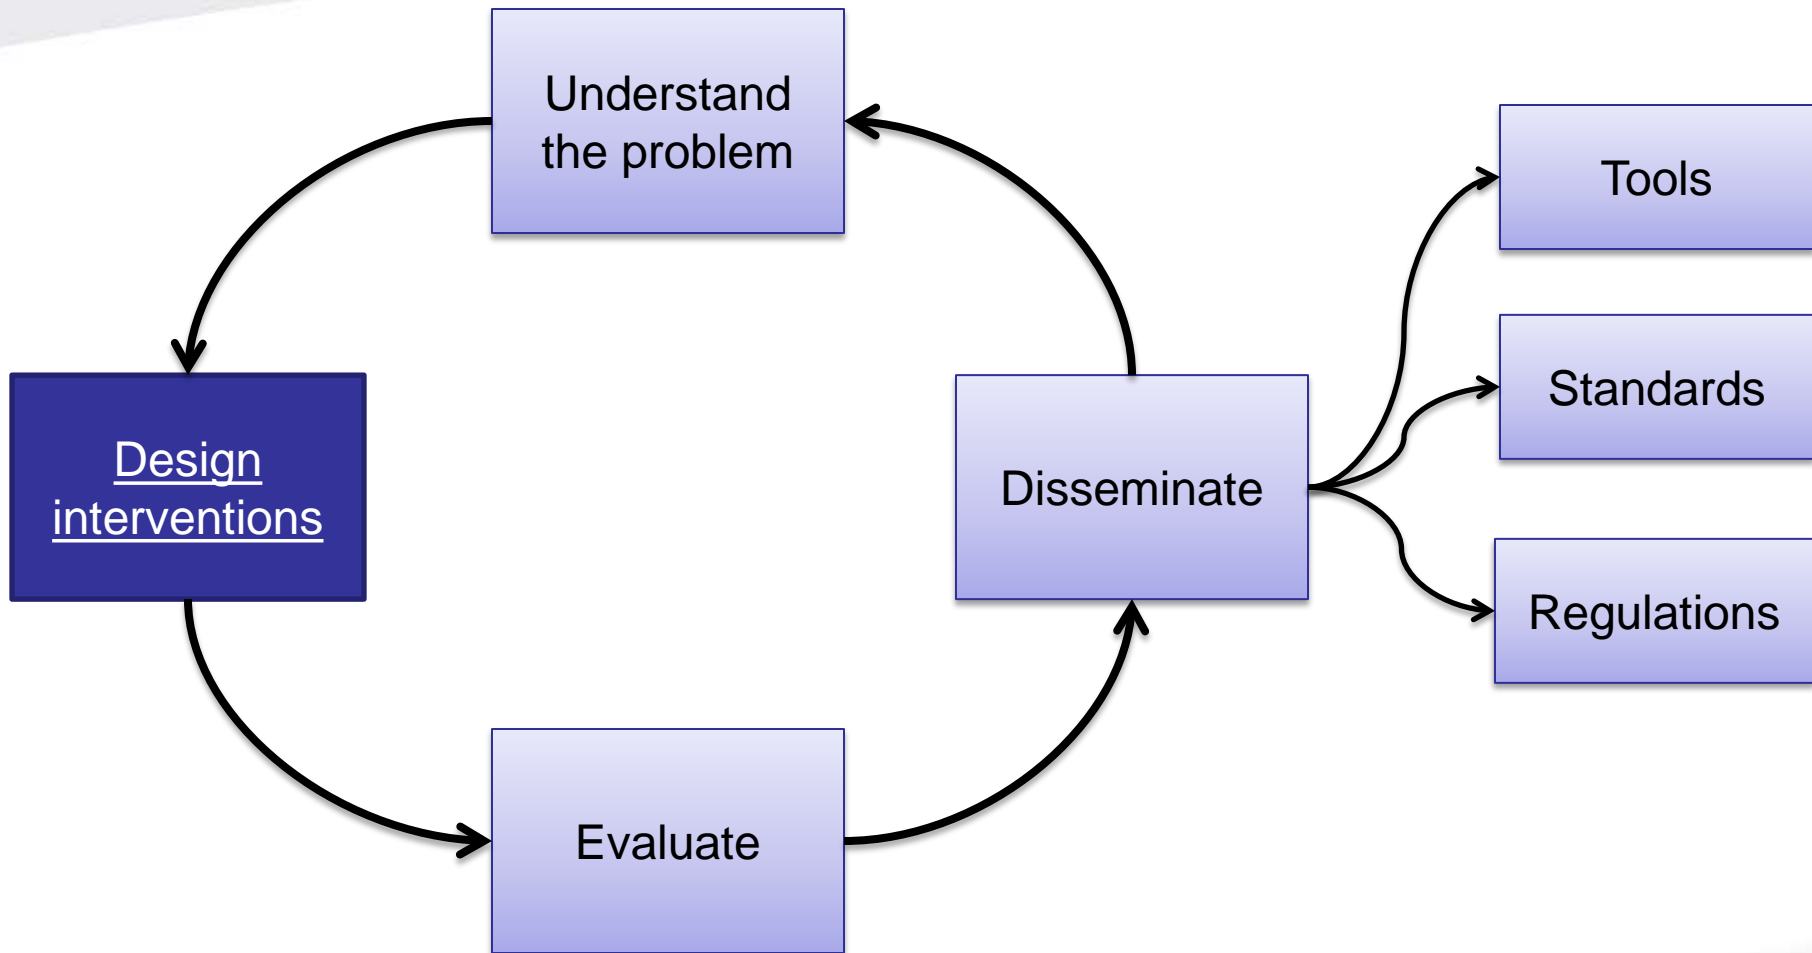 Understand
the problem
Design
interventions
Evaluate
Disseminate
Tools
Standards
Regulations